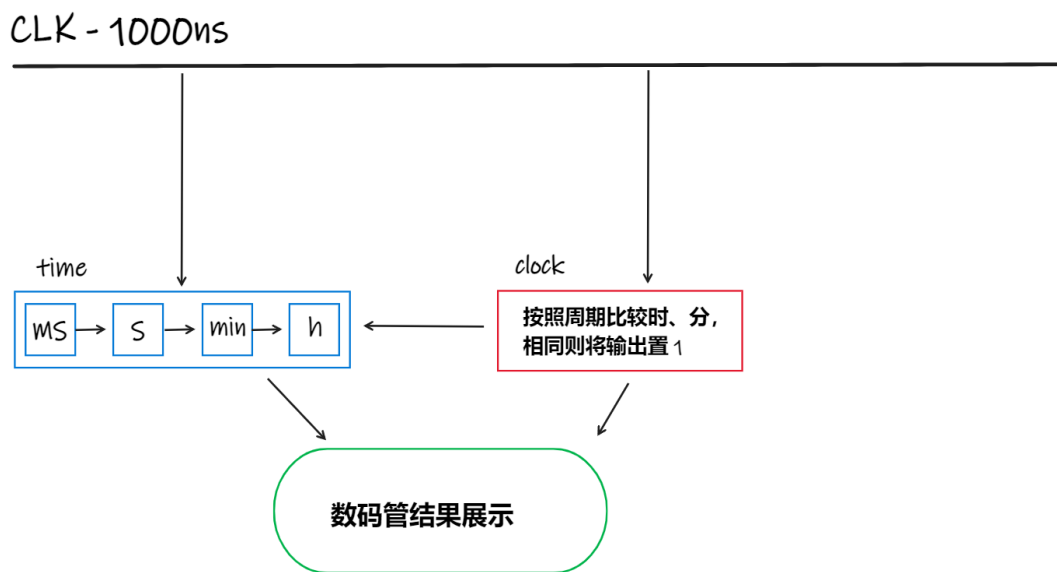 CLK - 1000ns
time
clock
ms
s
min
h
按照周期比较时、分，
相同则将输出置 1
数码管结果展示